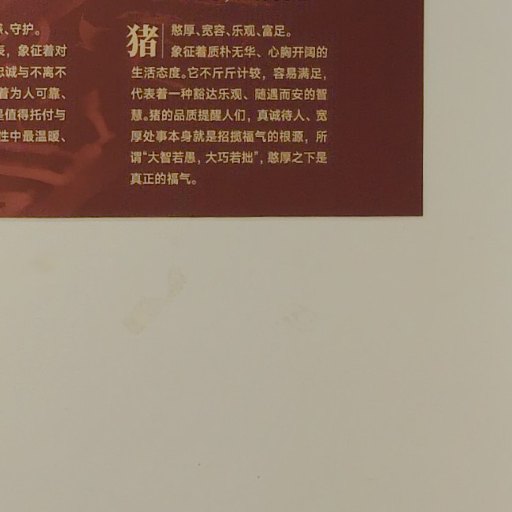 、守护。
，象征着对
忠诚与不离不
着为人可靠、
是值得托付与
性中最温暖、
猪
憨厚、宽容、乐观、富足。
象征着质朴无华、心胸开阔的
生活态度。它不斤斤计较，容易满足，
代表着一种豁达乐观、随遇而安的智
慧。猪的品质提醒人们，真诚待人、宽
厚处事本身就是招揽福气的根源，所
谓“大智若愚，大巧若拙”，憨厚之下是
真正的福气。